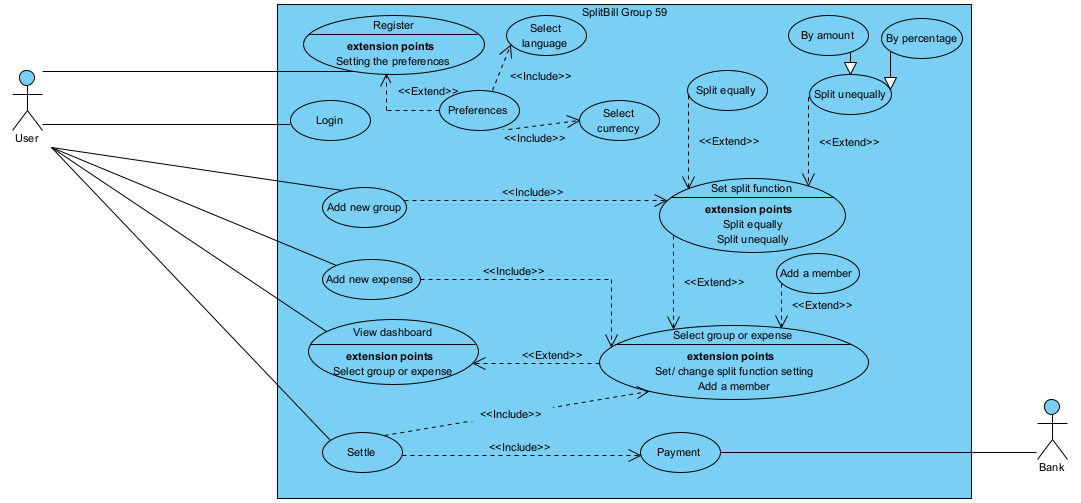 SplitBill Group 59
Register
extension points
Setting the preferences
Select
language
By amount
By percentage
<<Include>>
<<Extend>>
Split equally
Split unequally
User
Login
Preferences
Select
currency
<<Include>>
<<Extend>>
<<Extend>>
Add new group
<<Include>>
Set split function
extension points
Split equally
Split unequally
Add new expense
<<Include>>
<<Extend>>
Add a member
<<Extend>>
View dashboard
extension points
Select group or expense
<<Extend>>
Select group or expense
extension points
Set/ change split function setting
Add a member
<<Include>>
Settle
<<Include>>
Payment
Bank